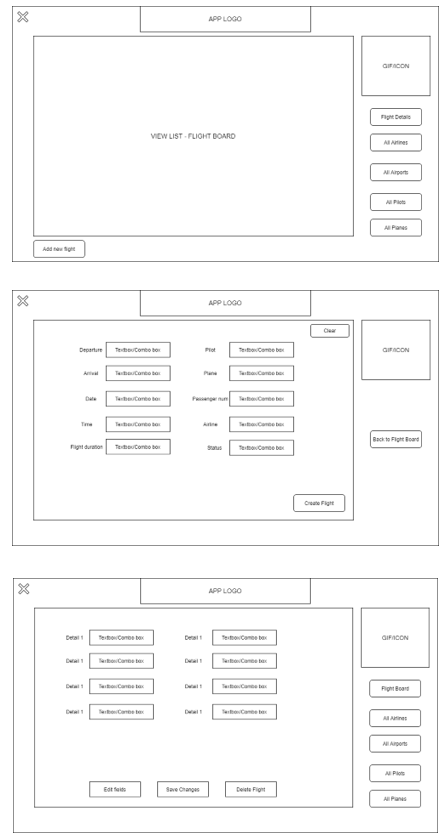 APP LOGO
GIF/ICON
Flight Details
All Airlines
VIEW LIST - FLIGHT BOARD
All Airports
All Pilots
All Planes
Add new flight
APP LOGO
Clear
Departure Textbox/Combo box Pilot Textbox/Combo box
GIF/ICON
Arrival Textbox/Combo box Plane Textbox/Combo box
Date Textbox/Combo box Passenger num Textbox/Combo box
Time Textbox/Combo box Airline Textbox/Combo box
Back to Flight Board
Flight duration Textbox/Combo box Status Textbox/Combo box
Create Flight
APP LOGO
Detail 1 Textbox/Combo box Detail 1 Textbox/Combo box
GIF/ICON
Detail 1 Textbox/Combo box Detail 1 Textbox/Combo box
Detail 1 Textbox/Combo box Detail 1 Textbox/Combo box
Flight Board
Detail 1 Textbox/Combo box Detail 1 Textbox/Combo box
All Airlines
All Airports
All Pilots
Edit fields Save Changes Delete Flight
All Planes